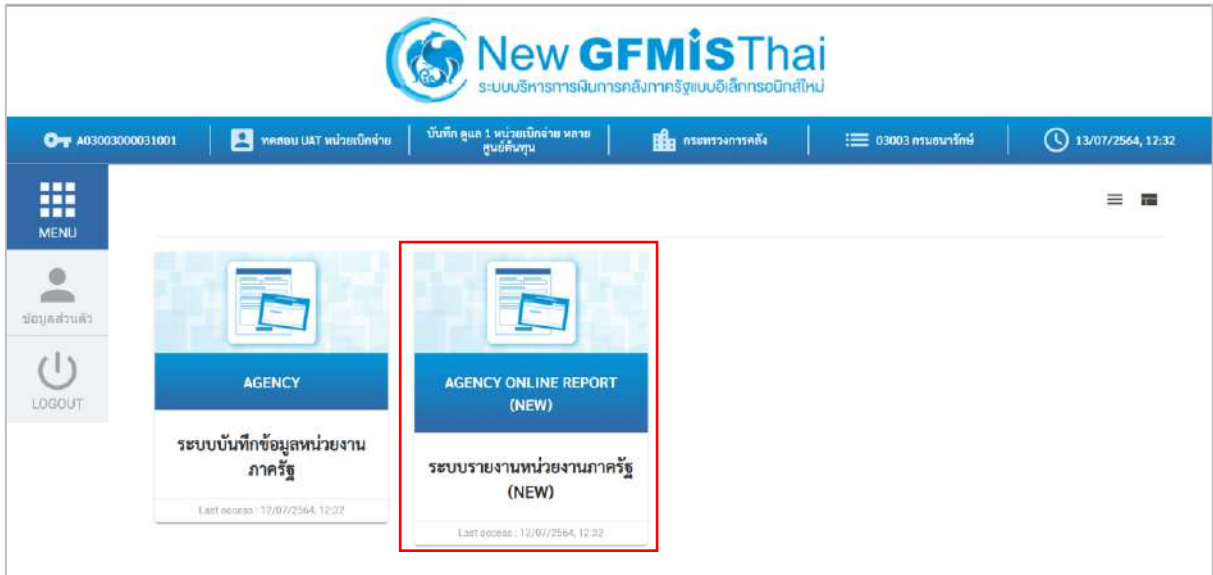 New GFMISThai
ระบบบริหารการเงินการคลังภาครัฐแบบอิเล็กทรอนิกส์ใหม่
A03003000031001
ทดสอบ UAT หน่วยเบิกจ่าย
บันทึก ดูแล 1 หน่วยเบิกจ่าย หลาย
ศูนย์ต้นทุน
กระทรวงการคลัง
03003 กรมธนารักษ์
13/07/2564, 12:32
MENU
ข้อมูลส่วนตัว
LOGOUT
AGENCY
ระบบบันทึกข้อมูลหน่วยงาน
ภาครัฐ
Last access : 12/07/2564, 12:32
AGENCY ONLINE REPORT
(NEW)
ระบบรายงานหน่วยงานภาครัฐ
(NEW)
Last access : 12/07/2564, 12:32